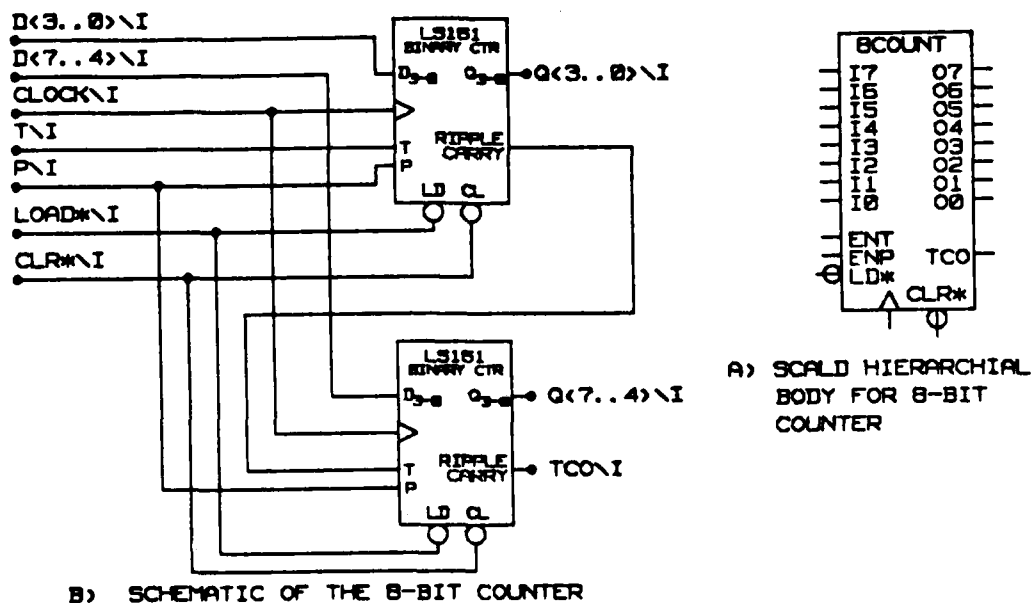 D<3..0>\I
D<7..4>\I
CLOCK\I
T\I
P\I
LOAD*\I
CLR*\I
LS161
BINARY CTR
D3-0 Q3-0
Q<3..0>\I
T RIPPLE
P CARRY
LD CL
LS161
BINARY CTR
D3-0 Q3-0
Q<7..4>\I
T RIPPLE
P CARRY
TCO\I
LD CL
B) SCHEMATIC OF THE 8-BIT COUNTER
8COUNT
I7 O7
I6 O6
I5 O5
I4 O4
I3 O3
I2 O2
I1 O1
I0 O0
ENT
ENP TCO
LD*
CLR*
A) SCALD HIERARCHIAL
BODY FOR 8-BIT
COUNTER